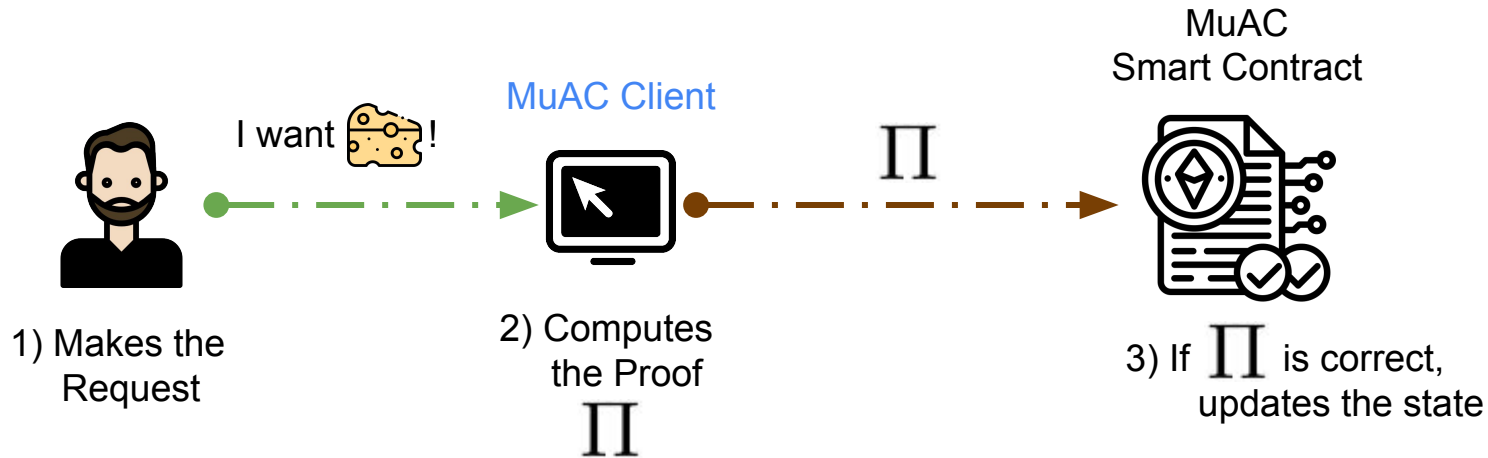 MuAC
Smart Contract
MuAC Client
I want !
∏
1) Makes the
Request
2) Computes
the Proof
∏
3) If ∏ is correct,
updates the state